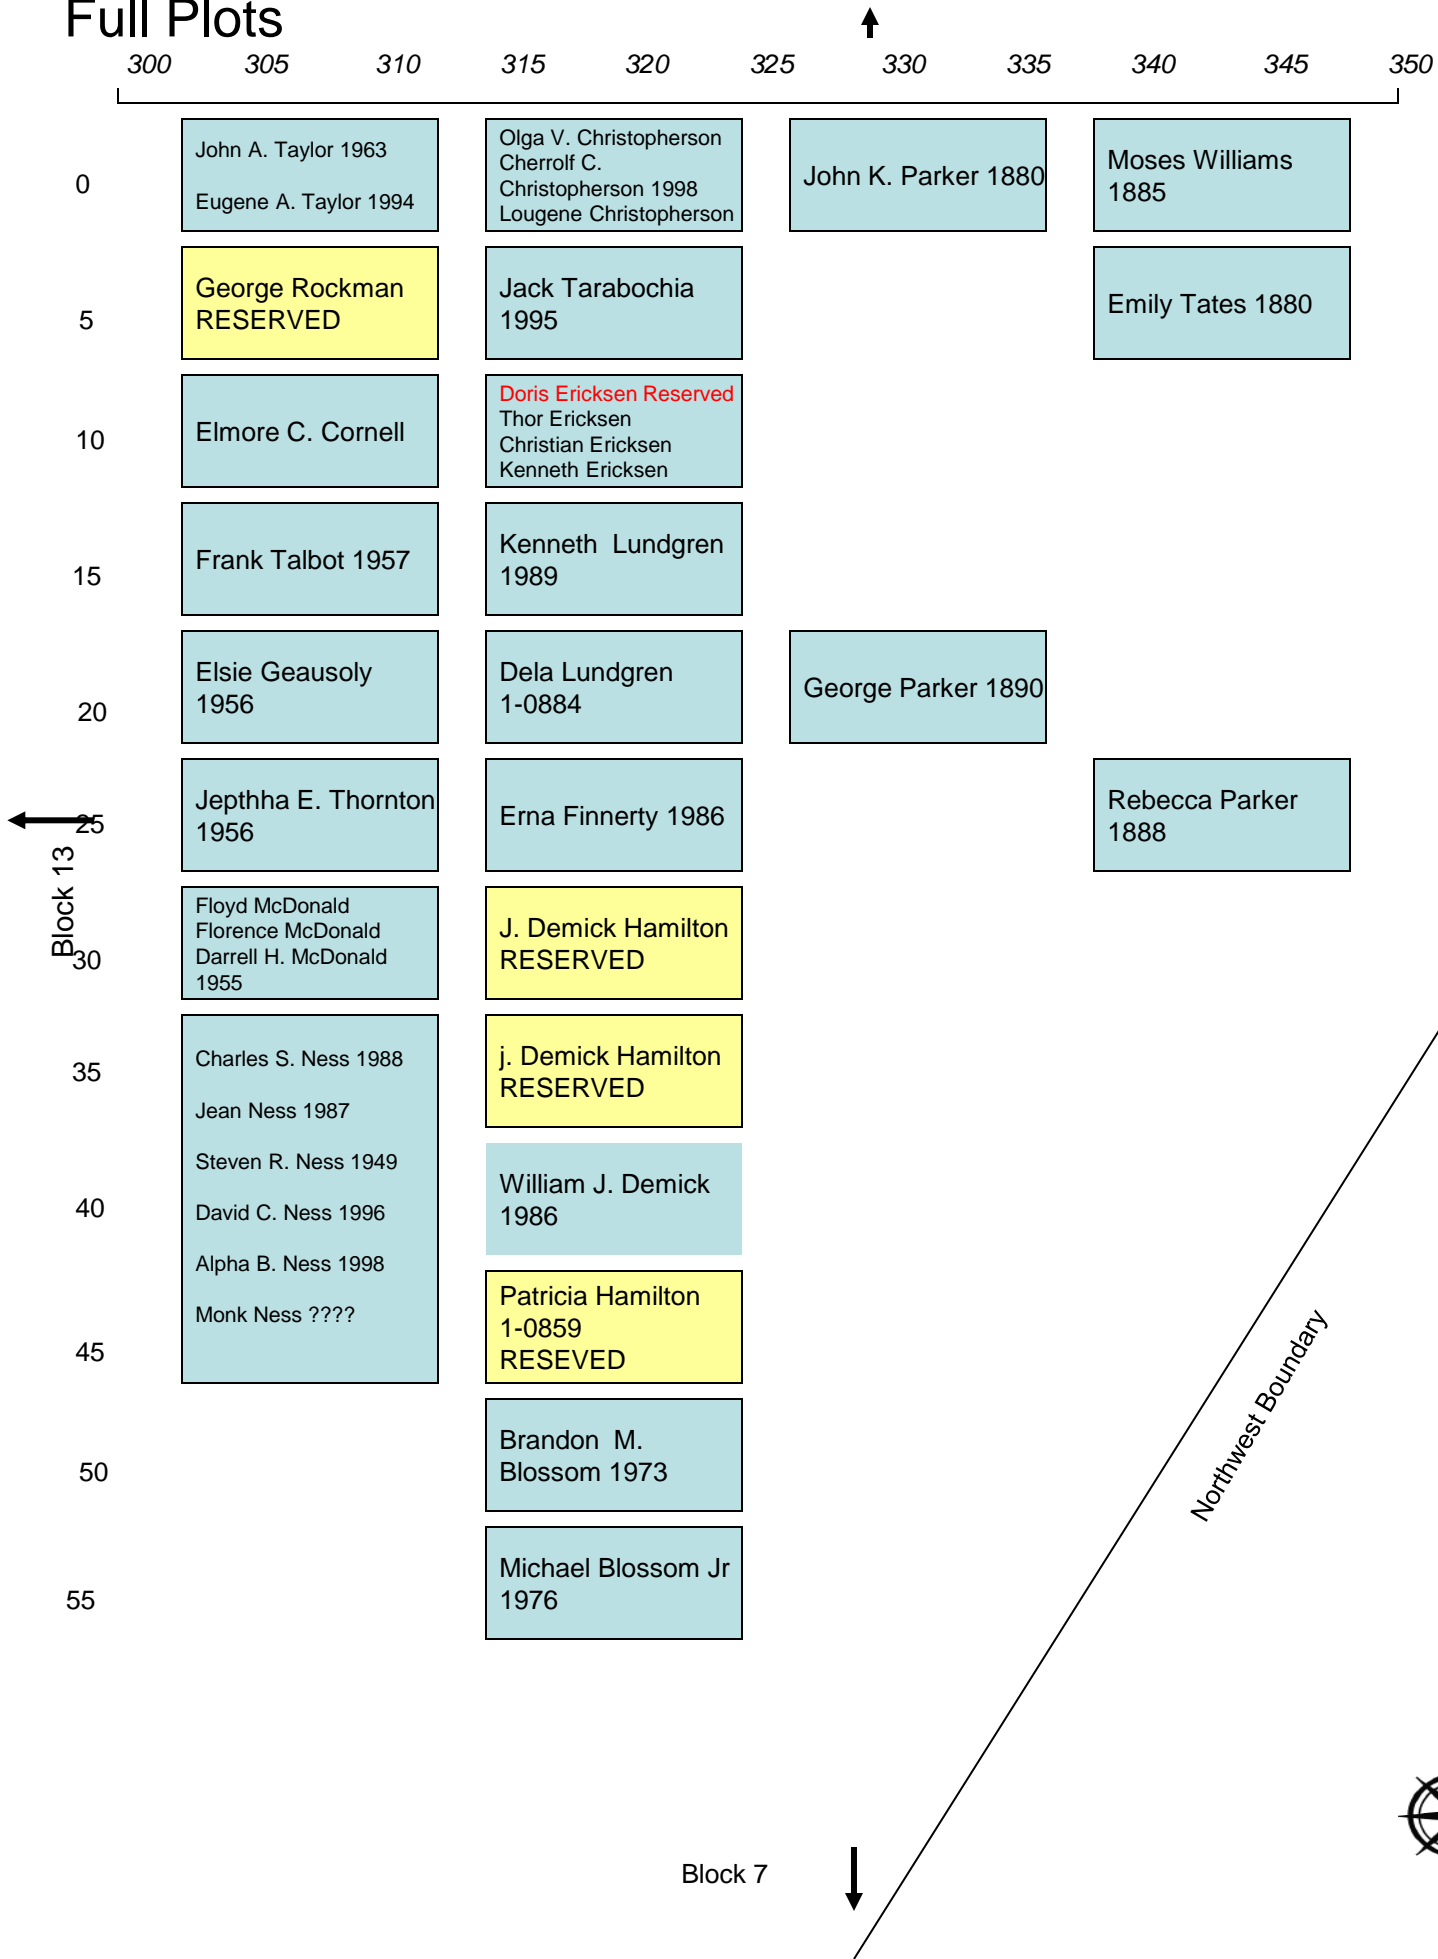 Full Plots
300 305 310 315 320 325 330 335 340 345 350
0
John A. Taylor 1963
Eugene A. Taylor 1994
Olga V. Christopherson
Cherrolf C.
Christopherson 1998
Lougene Christopherson
John K. Parker 1880
Moses Williams
1885
5
George Rockman
RESERVED
Jack Tarabochia
1995
Emily Tates 1880
10
Elmore C. Cornell
Doris Ericksen Reserved
Thor Ericksen
Christian Ericksen
Kenneth Ericksen
15
Frank Talbot 1957
Kenneth  Lundgren
1989
20
Elsie Geausoly
1956
Dela Lundgren
1-0884
George Parker 1890
25
Jepthha E. Thornton
1956
Erna Finnerty 1986
Rebecca Parker
1888
Block 13
30
Floyd McDonald
Florence McDonald
Darrell H. McDonald
1955
J. Demick Hamilton
RESERVED
35
Charles S. Ness 1988
Jean Ness 1987
Steven R. Ness 1949
David C. Ness 1996
Alpha B. Ness 1998
Monk Ness ????
j. Demick Hamilton
RESERVED
40
William J. Demick
1986
45
Patricia Hamilton
1-0859
RESEVED
50
Brandon  M.
Blossom 1973
55
Michael Blossom Jr
1976
Northwest Boundary
Block 7